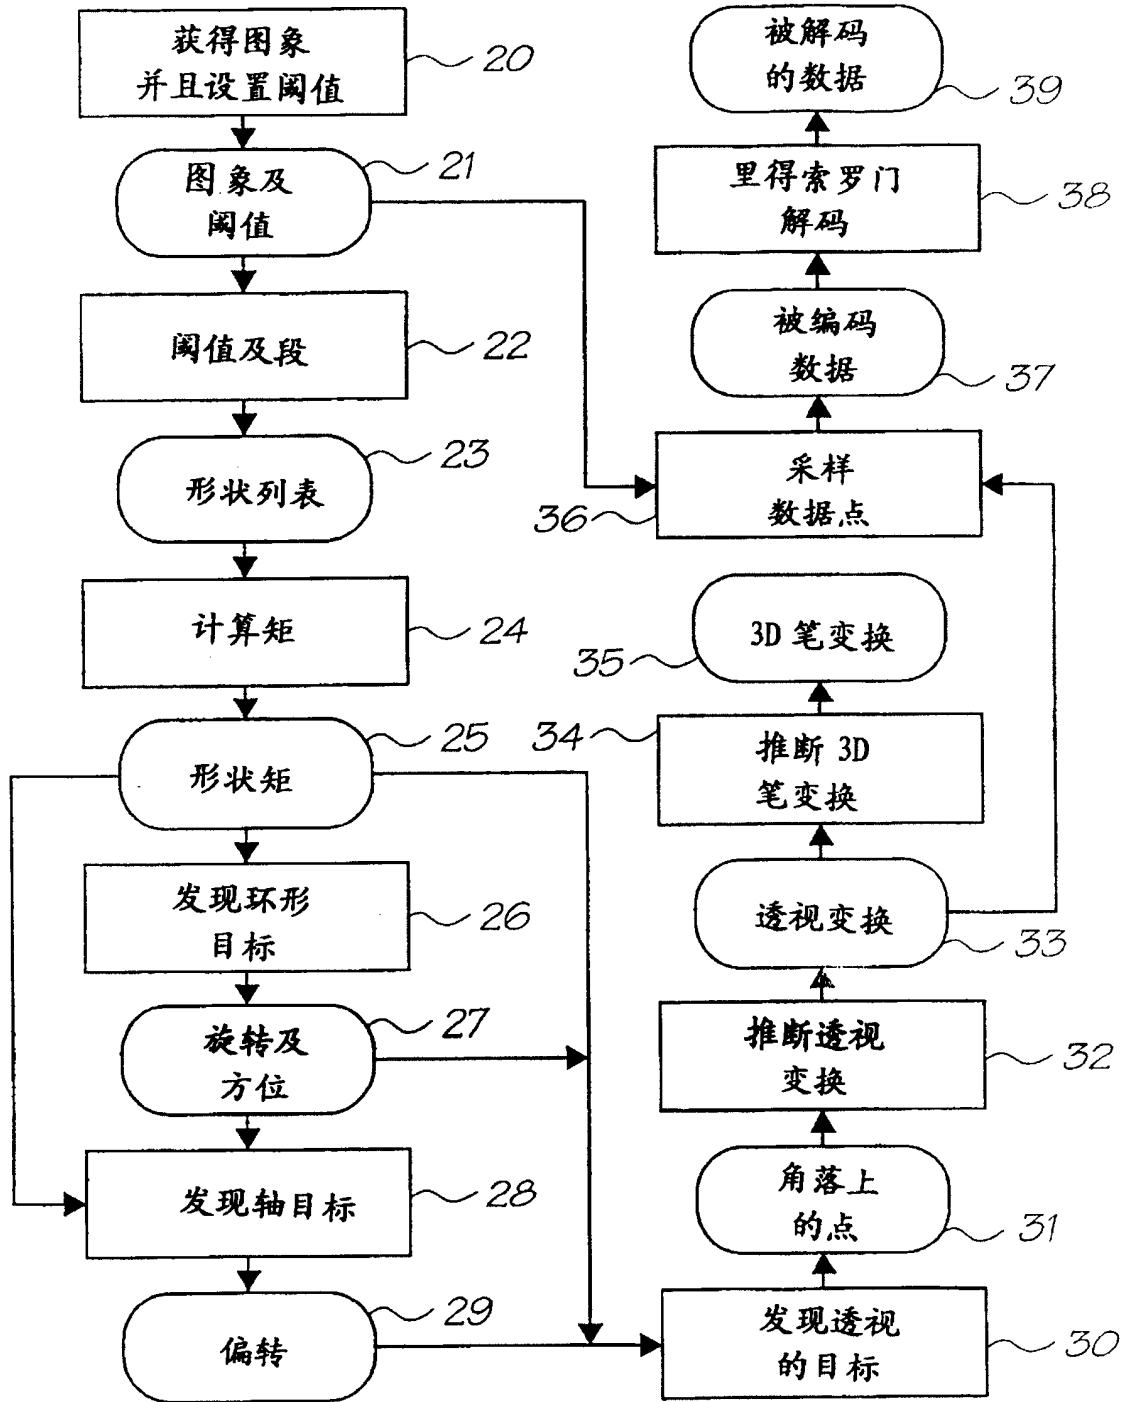 获得图象
并且设置阈值
20
图象及
阈值
21
阈值及段
22
形状列表
23
计算矩
24
形状矩
25
发现环形
目标
26
旋转及
方位
27
发现轴目标
28
偏转
29
被解码
的数据
39
里得索罗门
解码
38
被编码
数据
37
采样
数据点
36
3D 笔变换
35
推断 3D
笔变换
34
透视变换
33
推断透视
变换
32
角落上
的点
31
发现透视
的目标
30